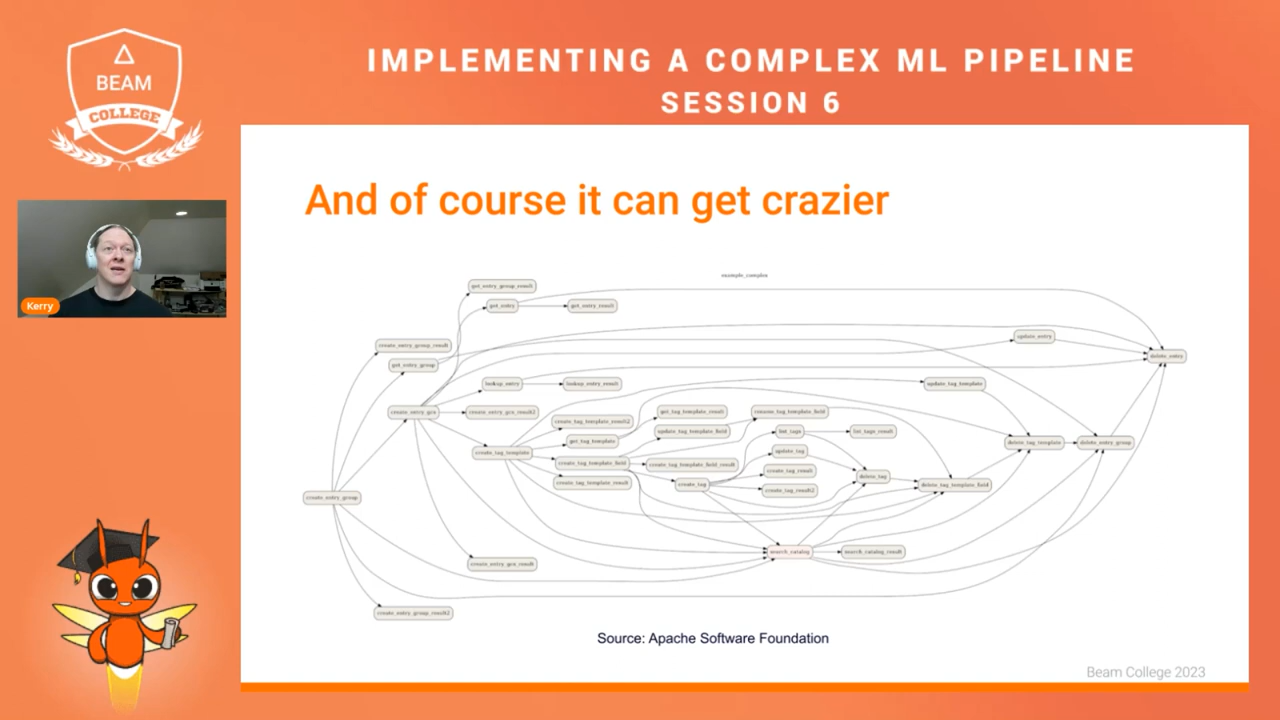 IMPLEMENTING A COMPLEX ML PIPELINE
SESSION 6
BEAM
COLLEGE
Kerry
And of course it can get crazier
example_complex
get_entry_group_result
get_entry
get_entry_result
create_entry_group_result
get_entry_group
update_entry
delete_entry
lookup_entry
lookup_entry_result
update_tag_template
create_entry_gcs
create_entry_gcs_result2
create_tag_template_result2
get_tag_template_result
rename_tag_template_field
get_tag_template
update_tag_template_field
list_tags
list_tags_result
create_tag_template
delete_tag_template
delete_entry_group
update_tag
create_tag_template_field
create_tag_template_field_result
create_tag_result
delete_tag
create_tag_template_result
create_tag
create_tag_result2
delete_tag_template_field
create_entry_group
search_catalog
search_catalog_result
create_entry_gcs_result
create_entry_group_result2
Source: Apache Software Foundation
Beam College 2023